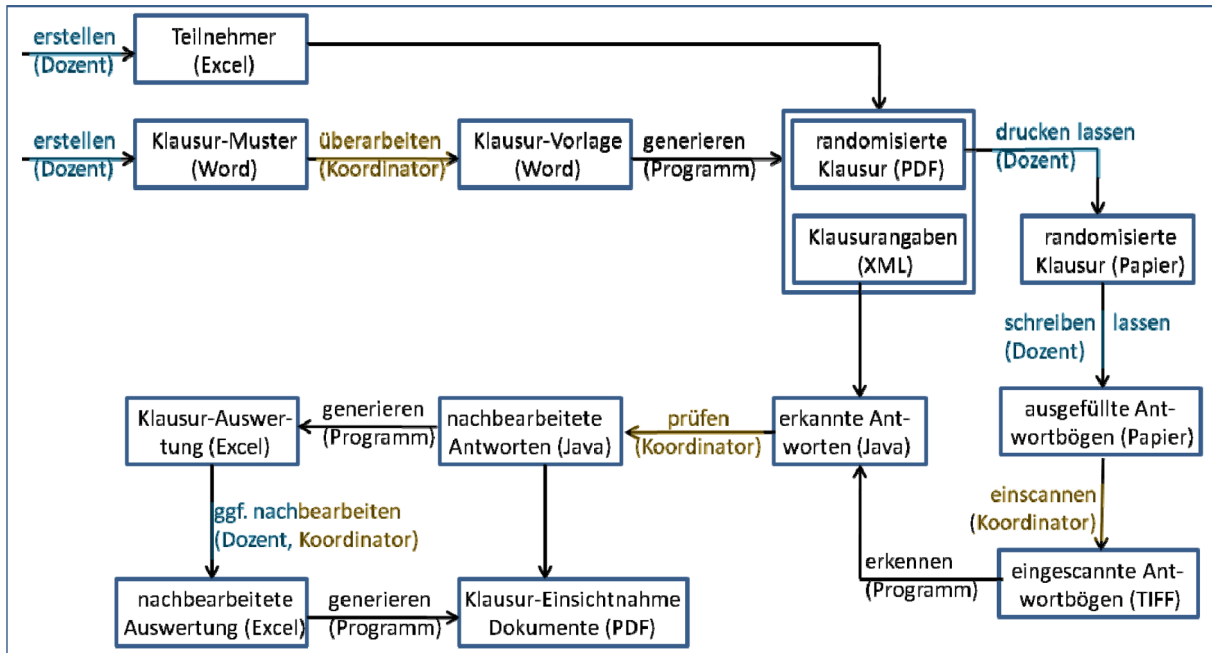 erstellen
(Dozent)
Teilnehmer
(Excel)
erstellen
(Dozent)
Klausur-Muster
(Word)
überarbeiten
(Koordinator)
Klausur-Vorlage
(Word)
generieren
(Programm)
randomisierte
Klausur (PDF)
drucken lassen
(Dozent)
Klausurangaben
(XML)
randomisierte
Klausur (Papier)
schreiben lassen
(Dozent)
ausgefüllte Ant-
wortbögen (Papier)
einscannen
(Koordinator)
eingescannte Ant-
wortbögen (TIFF)
erkennen
(Programm)
erkannte Ant-
worten (Java)
prüfen
(Koordinator)
nachbearbeitete
Antworten (Java)
generieren
(Programm)
Klausur-Auswer-
tung (Excel)
ggf. nachbearbeiten
(Dozent, Koordinator)
nachbearbeitete
Auswertung (Excel)
generieren
(Programm)
Klausur-Einsichtnahme
Dokumente (PDF)